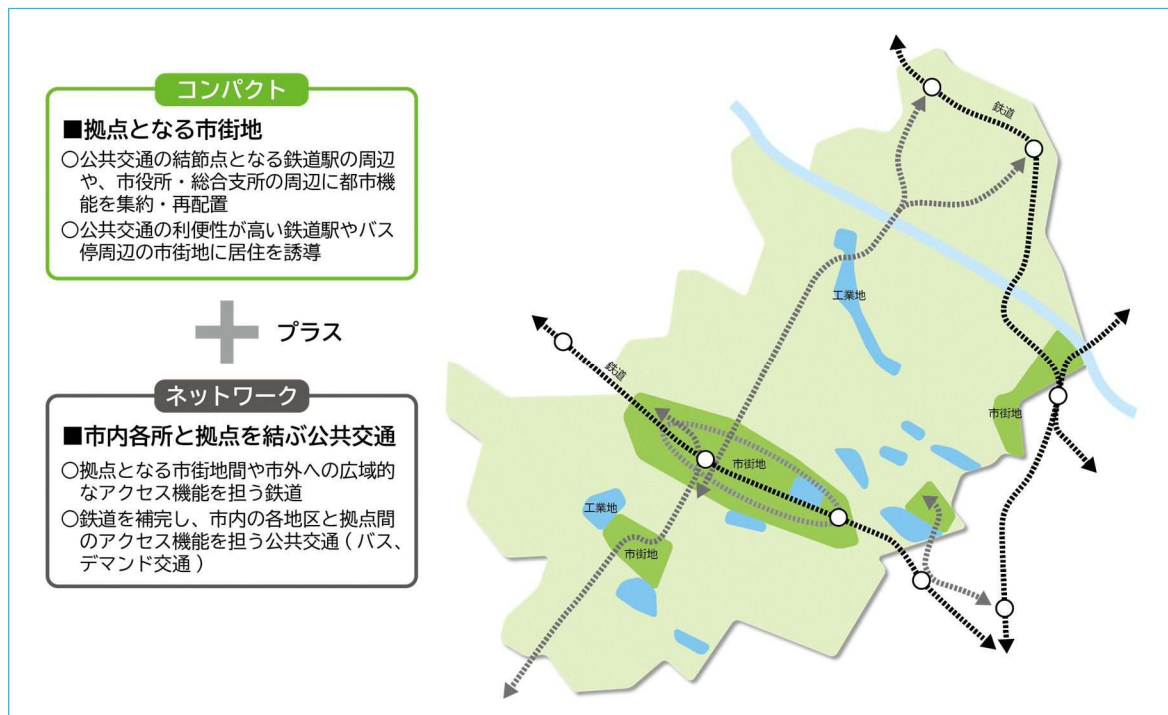 コンパクト
■拠点となる市街地
○公共交通の結節点となる鉄道駅の周辺
や、市役所・総合支所の周辺に都市機
能を集約・再配置
○公共交通の利便性が高い鉄道駅やバス
停周辺の市街地に居住を誘導
プラス
ネットワーク
■市内各所と拠点を結ぶ公共交通
○拠点となる市街地間や市外への広域的
なアクセス機能を担う鉄道
○鉄道を補完し、市内の各地区と拠点間
のアクセス機能を担う公共交通（バス、
デマンド交通）
鉄道
工業地
鉄道
市街地
市街地
工業地
市街地